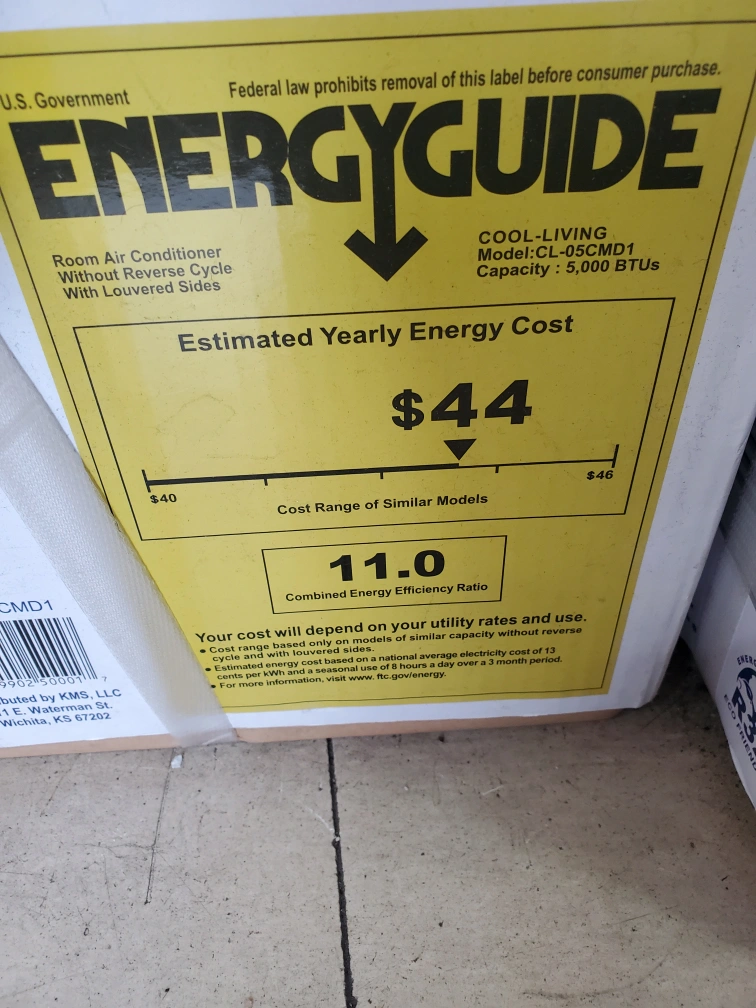 U.S. Government
Federal law prohibits removal of this label before consumer purchase.
ENERGYGUIDE
Room Air Conditioner
Without Reverse Cycle
With Louvered Sides
COOL-LIVING
Model:CL-05CMD1
Capacity : 5,000 BTUs
Estimated Yearly Energy Cost
$44
$40
$46
Cost Range of Similar Models
11.0
Combined Energy Efficiency Ratio
Your cost will depend on your utility rates and use.
• Cost range based only on models of similar capacity without reverse
cycle and with louvered sides.
• Estimated energy cost based on a national average electricity cost of 13
cents per kWh and a seasonal use of 8 hours a day over a 3 month period.
• For more information, visit www. ftc.gov/energy.
CMD1
buted by KMS, LLC
1 E. Waterman St.
Wichita, KS 67202
ECO FRIEN